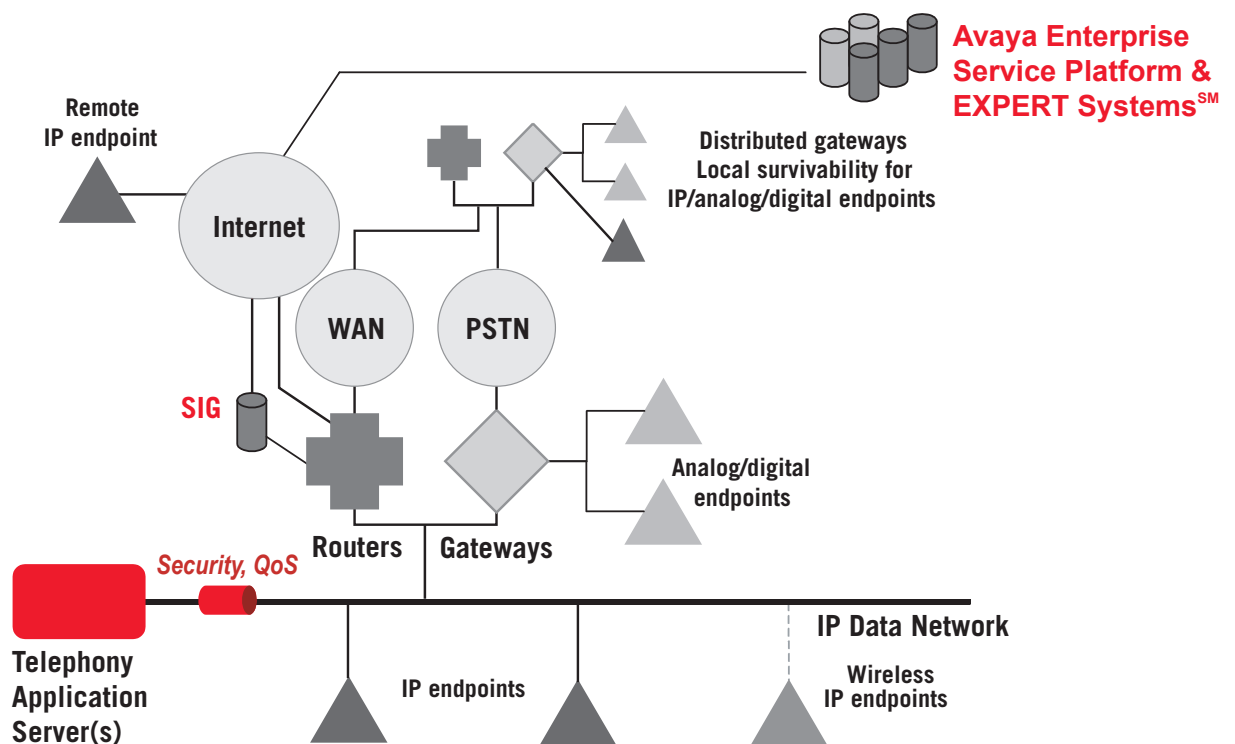 Avaya Enterprise
Service Platform &
EXPERT Systems℠
Remote
IP endpoint
Distributed gateways
Local survivability for
IP/analog/digital endpoints
Internet
WAN
PSTN
SIG
Analog/digital
endpoints
Routers
Gateways
Security, QoS
IP Data Network
Telephony
Application
Server(s)
IP endpoints
Wireless
IP endpoints